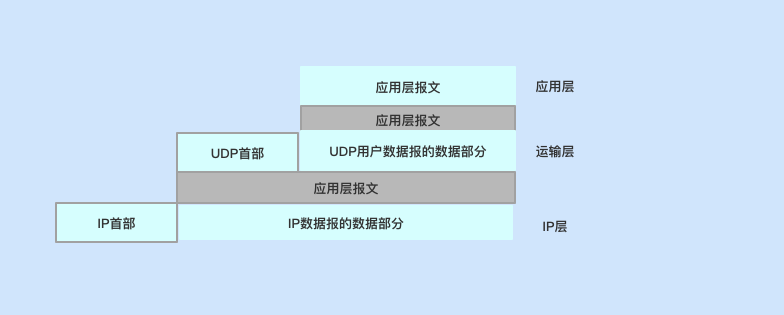 应用层报文 应用层
应用层报文
UDP首部 UDP用户数据报的数据部分 运输层
应用层报文
IP首部 IP数据报的数据部分 IP层